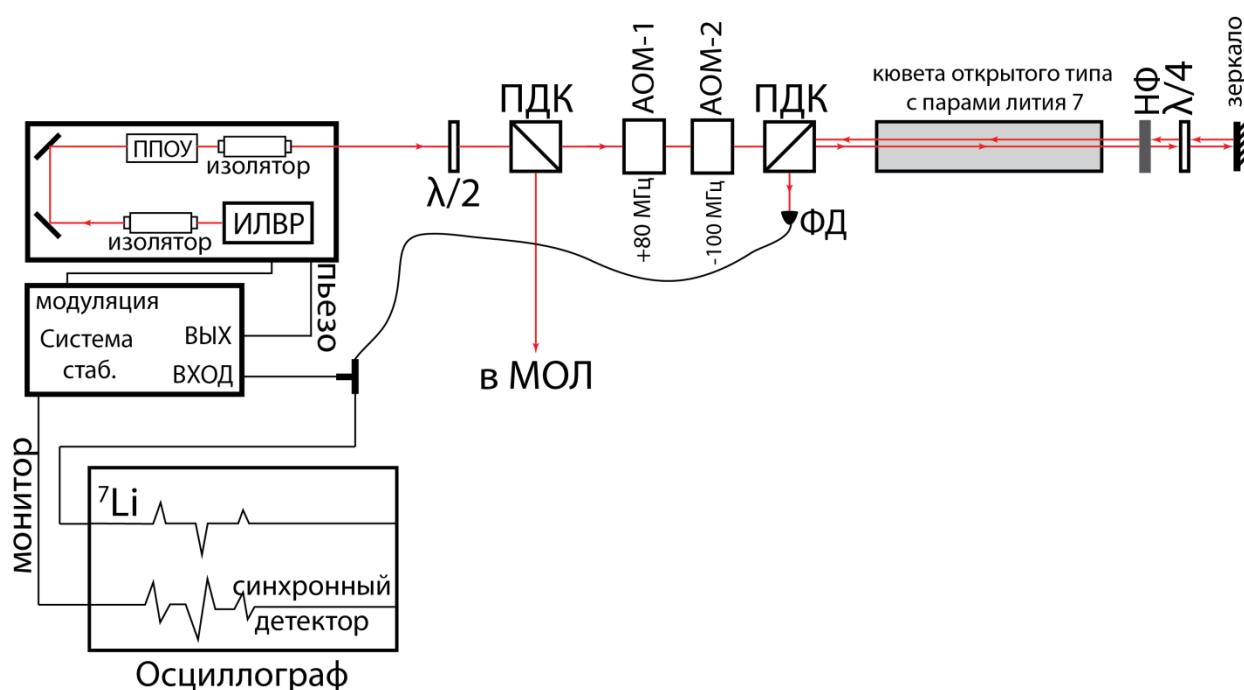 зеркало
АОМ-1
АОМ-2
кювета открытого типа
с парами лития 7
ПДК
ПДК
НФ
λ/4
ППОУ
изолятор
λ/2
ИЛВР
изолятор
+80 МГц
-100 МГц
ФД
пьезо
модуляция
Система
стаб.
ВЫХ
ВХОД
в МОЛ
монитор
⁷Li
синхронный
детектор
Осциллограф